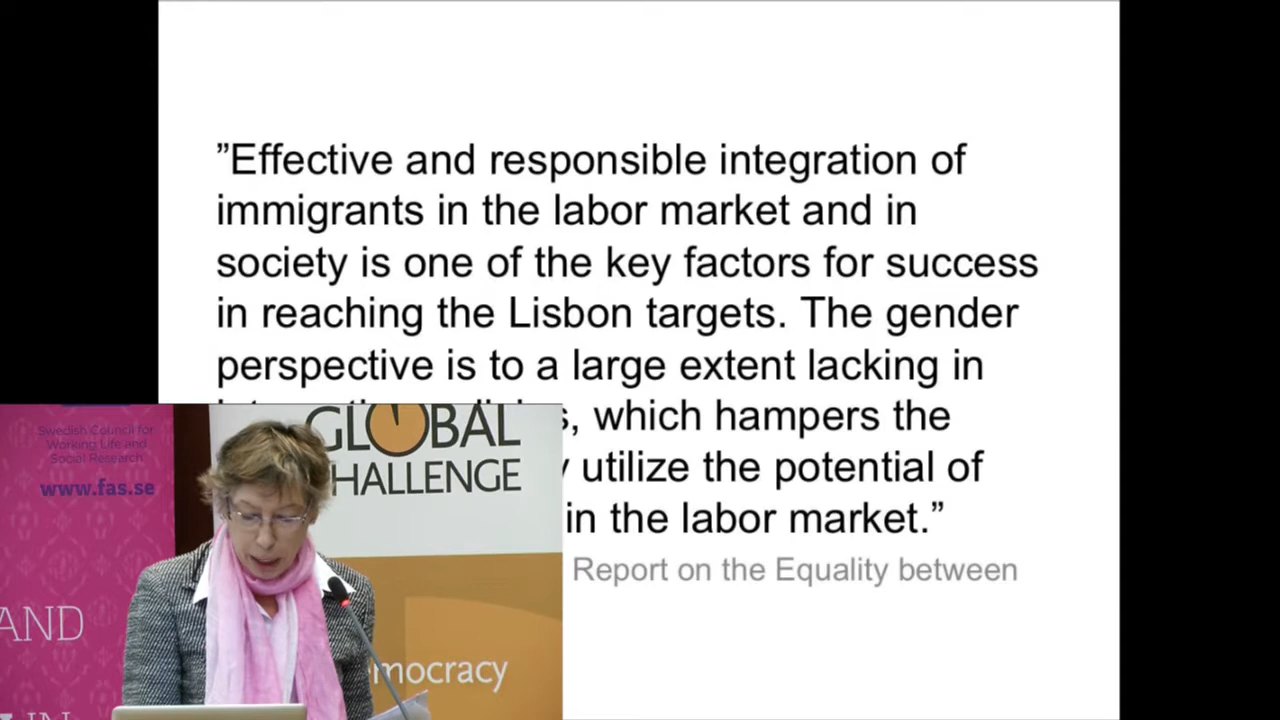 ”Effective and responsible integration of
immigrants in the labor market and in
society is one of the key factors for success
in reaching the Lisbon targets. The gender
perspective is to a large extent lacking in
which hampers the
utilize the potential of
in the labor market.”
Report on the Equality between
Swedish Council for
Working Life and
Social Research
www.fas.se
GLOBAL
CHALLENGE
AND
mocracy
IN